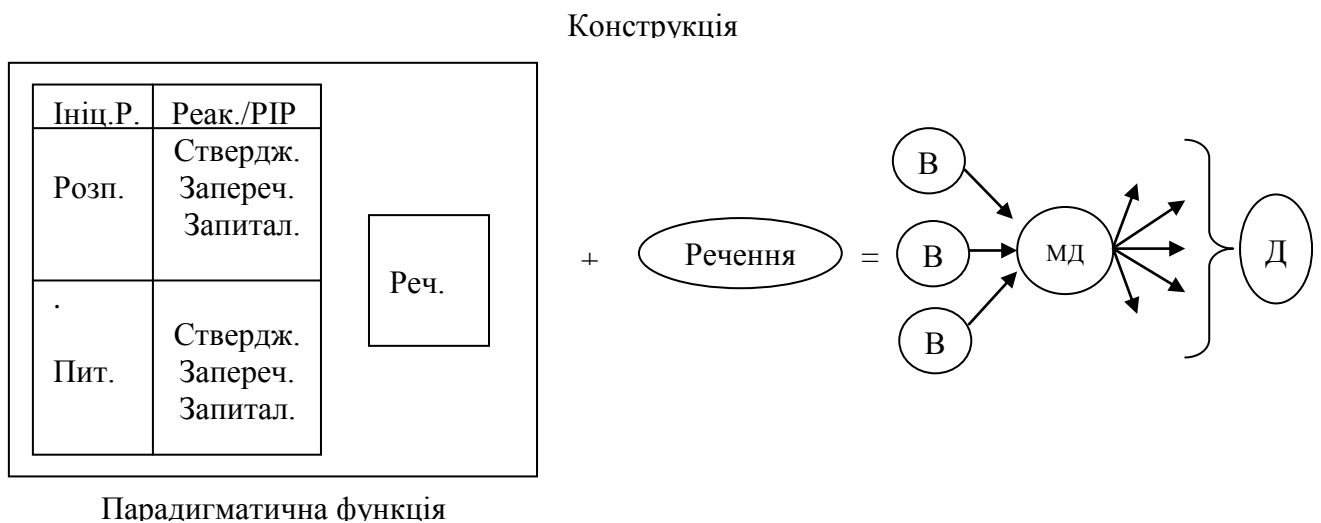 Конструкція
Ініц.Р. Реак./РІР
Розп.
Ствердж.
Запереч.
Запитал.
.
Пит.
Ствердж.
Запереч.
Запитал.
Реч.
+
Речення
=
В
В
В
МД
Д
Парадигматична функція